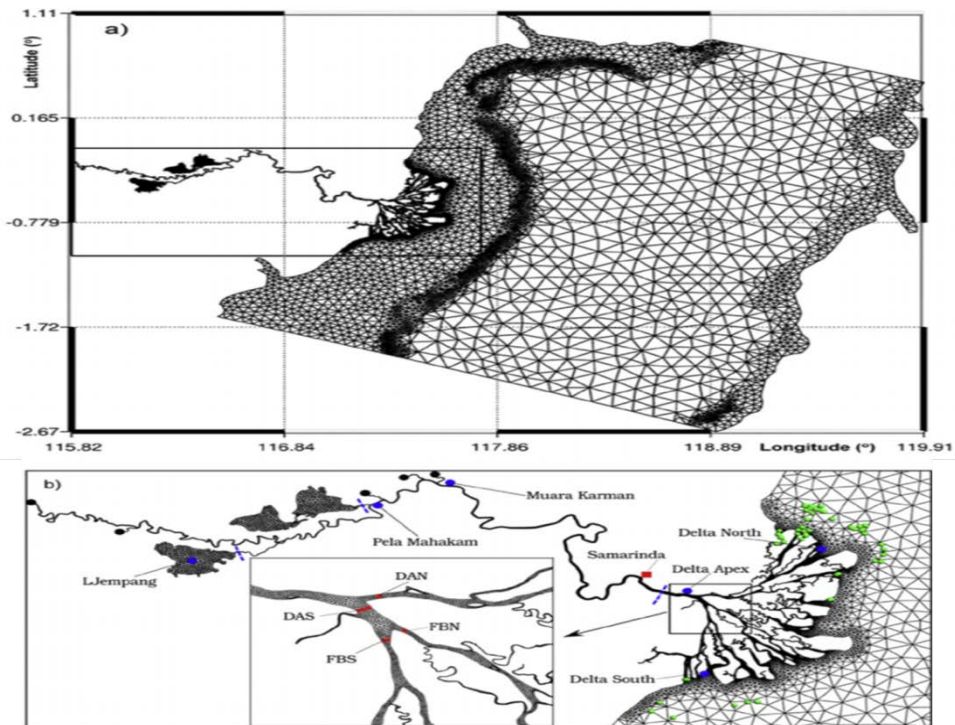 1.11
a)
Latitude (º)
0.165
-0.779
-1.72
-2.67
115.82 116.84 117.86 118.89 Longitude (º) 119.91
b)
Muara Karman
Pela Mahakam
Delta North
Samarinda
Delta Apex
LJempang
DAN
DAS
FBN
FBS
Delta South